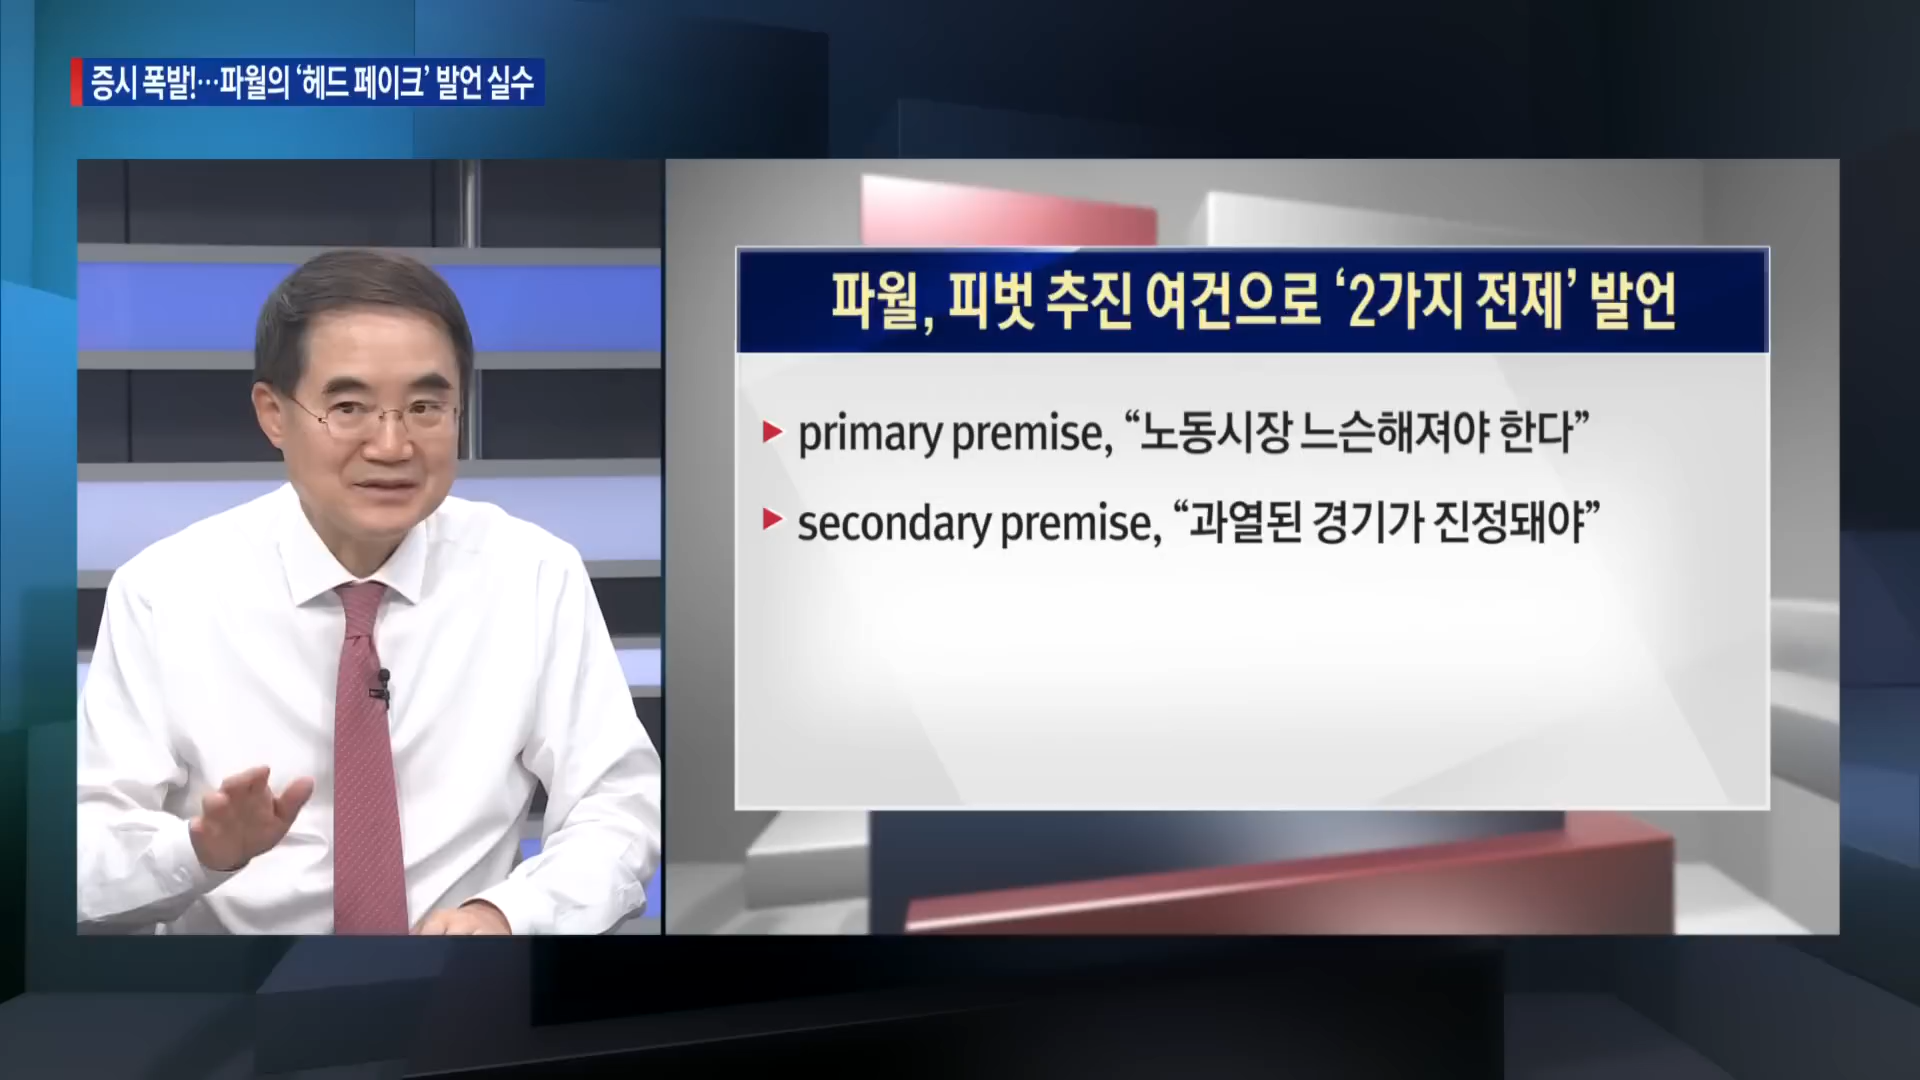 증시 폭발!…파월의 ‘헤드 페이크’ 발언 실수
파월, 피벗 추진 여건으로 ‘2가지 전제’ 발언
▶ primary premise, “노동시장 느슨해져야 한다”
▶ secondary premise, “과열된 경기가 진정돼야”